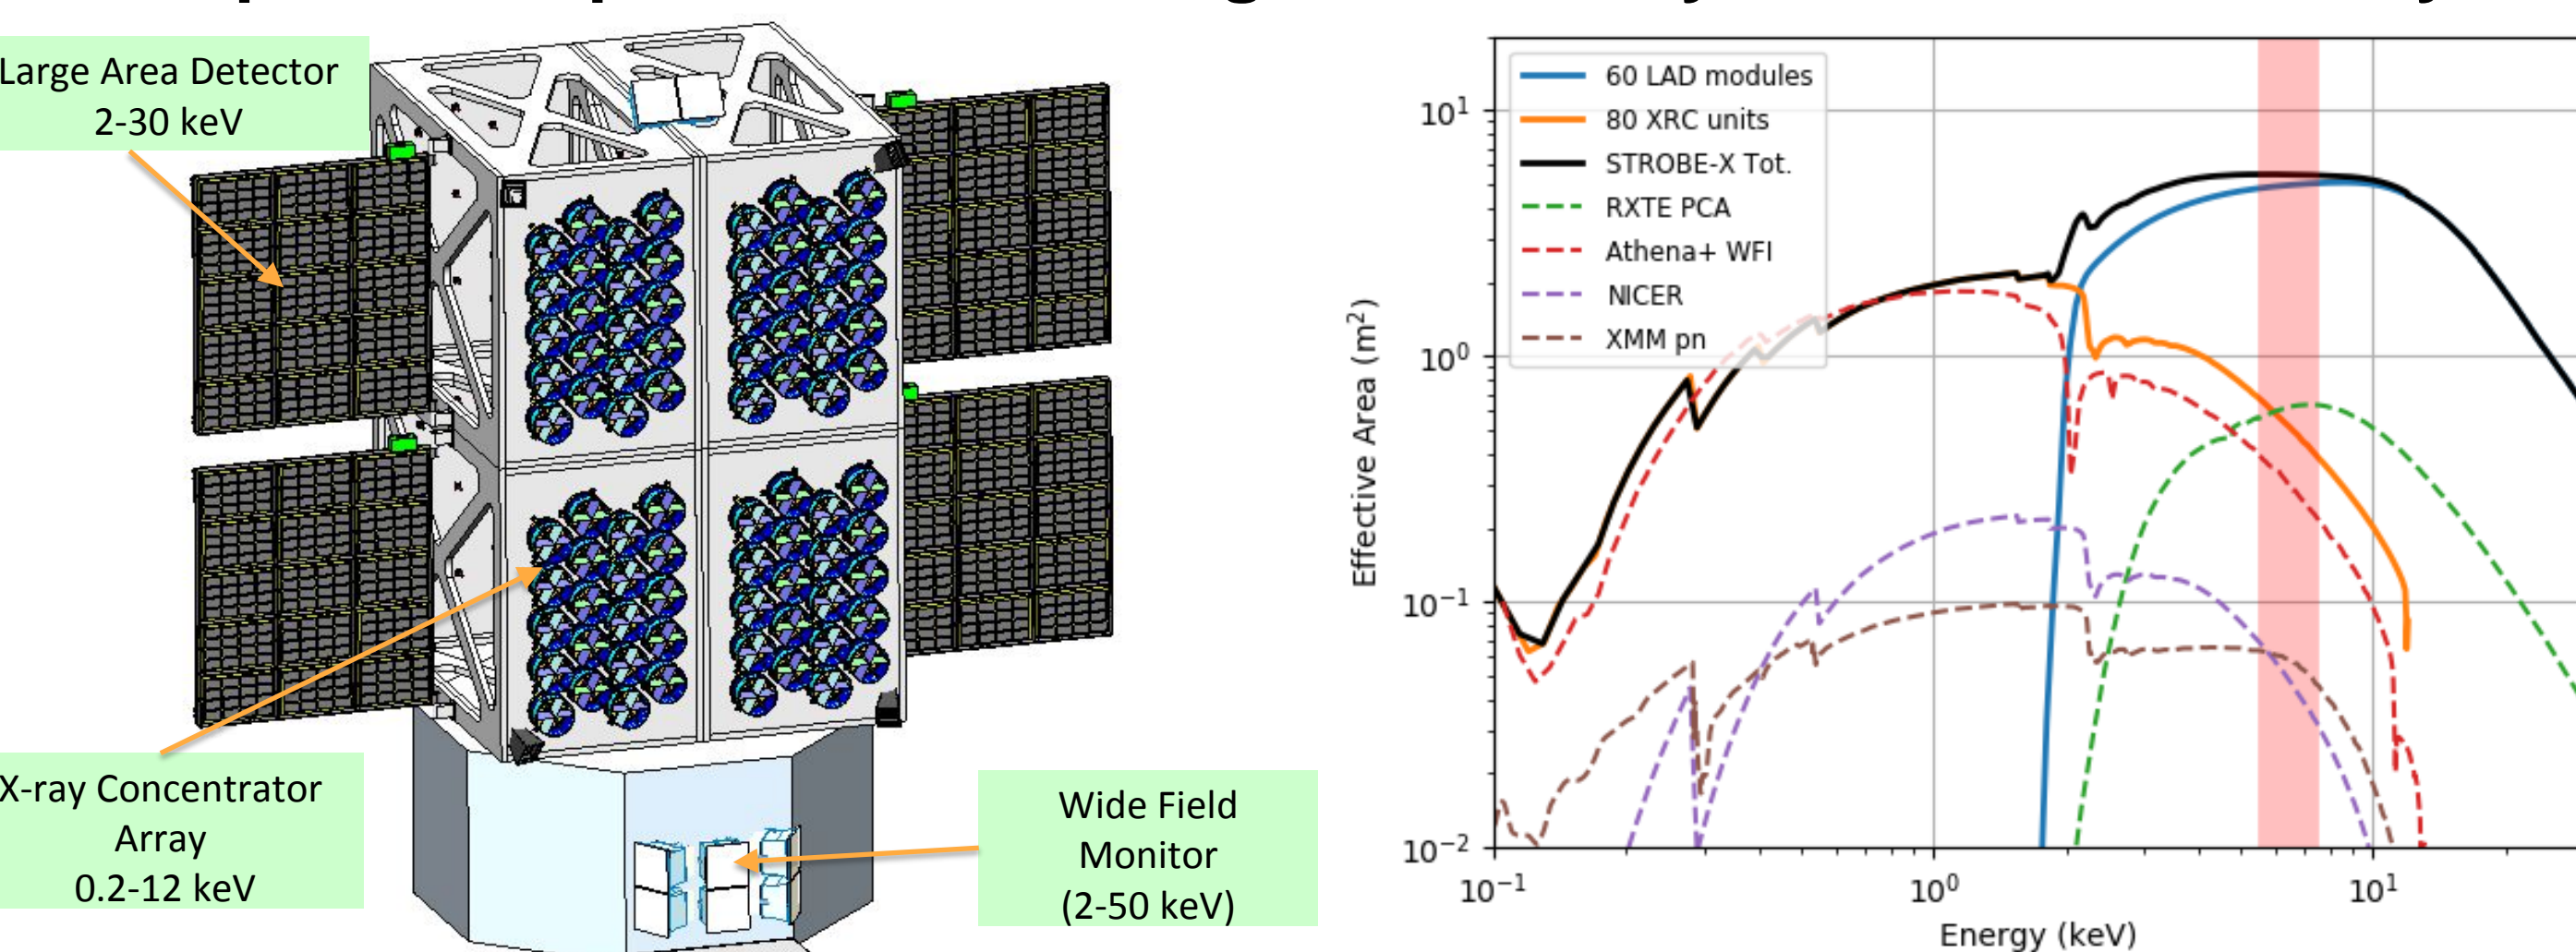 Large Area Detector
2-30 keV
X-ray Concentrator
Array
0.2-12 keV
Wide Field
Monitor
(2-50 keV)
60 LAD modules
80 XRC units
STROBE-X Tot.
RXTE PCA
Athena+ WFI
NICER
XMM pn
Effective Area (m²)
10¹
10⁰
10⁻¹
10⁻²
10⁻¹
10⁰
10¹
Energy (keV)